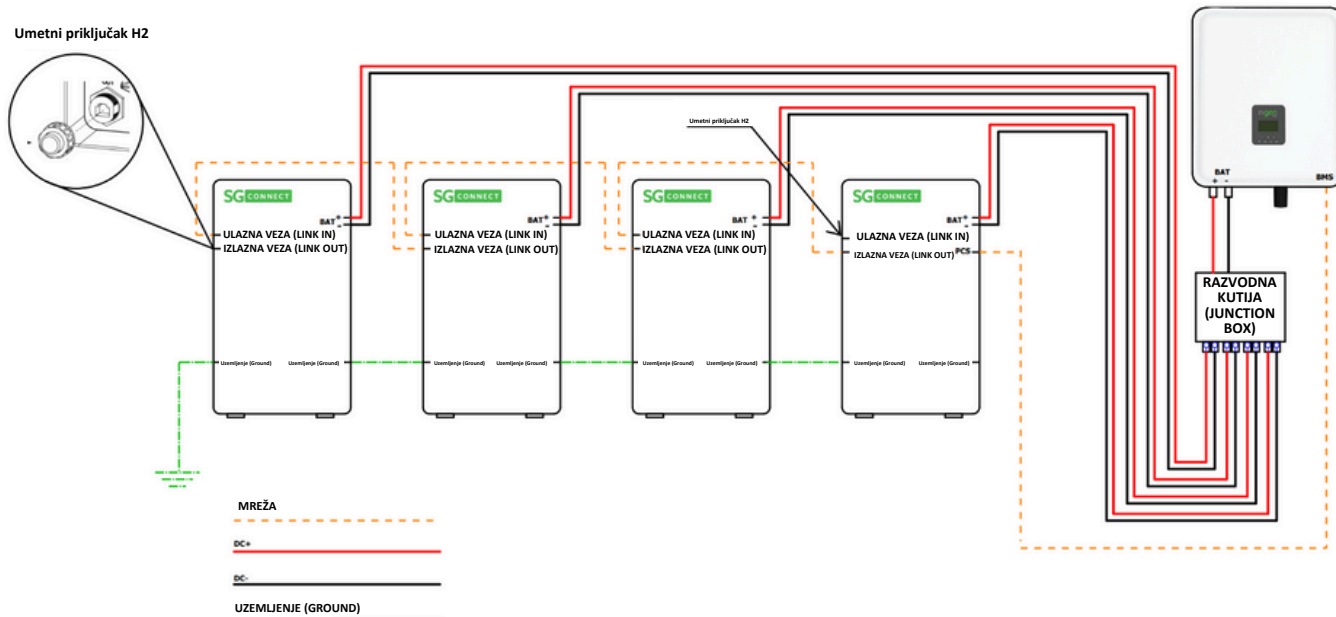 Umetni priključak H2
OUT
Umetni priključak H2
BAT
+ -
BMS
SG CONNECT
BAT + -
ULAZNA VEZA (LINK IN)
IZLAZNA VEZA (LINK OUT)
Uzemljenje (Ground)
Uzemljenje (Ground)
SG CONNECT
BAT + -
ULAZNA VEZA (LINK IN)
IZLAZNA VEZA (LINK OUT)
Uzemljenje (Ground)
Uzemljenje (Ground)
SG CONNECT
BAT + -
ULAZNA VEZA (LINK IN)
IZLAZNA VEZA (LINK OUT)
Uzemljenje (Ground)
Uzemljenje (Ground)
SG CONNECT
BAT + -
ULAZNA VEZA (LINK IN)
IZLAZNA VEZA (LINK OUT) PCS
Uzemljenje (Ground)
Uzemljenje (Ground)
RAZVODNA
KUTIJA
(JUNCTION
BOX)
MREŽA
DC+
DC-
UZEMLJENJE (GROUND)